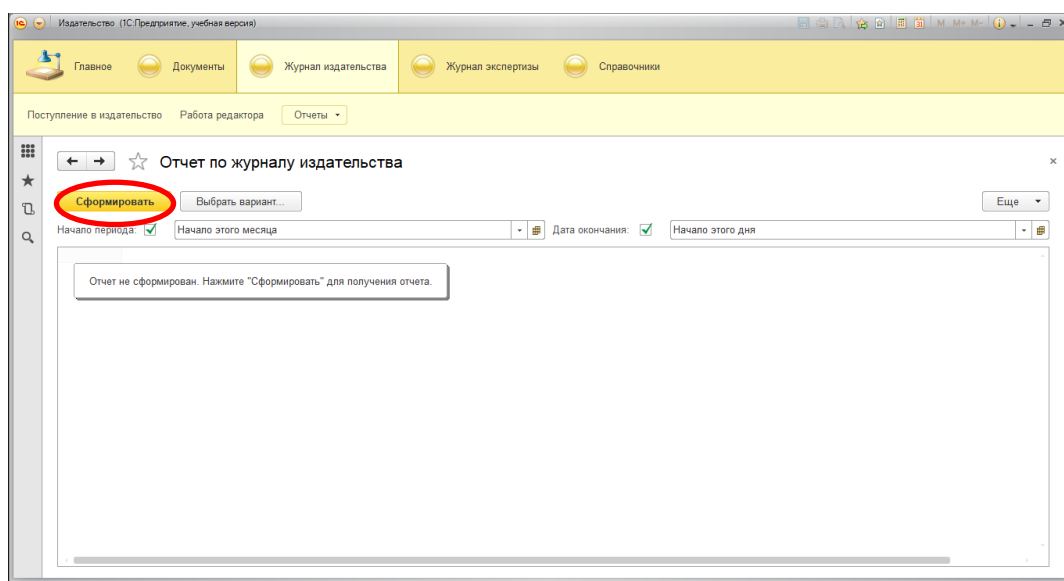 Издательство (1С:Предприятие, учебная версия)
M M+ M-
Главное Документы Журнал издательства Журнал экспертизы Справочники
Поступление в издательство Работа редактора Отчеты
Отчет по журналу издательства
Сформировать Выбрать вариант... Еще
Начало периода: Начало этого месяца Дата окончания: Начало этого дня
Отчет не сформирован. Нажмите "Сформировать" для получения отчета.